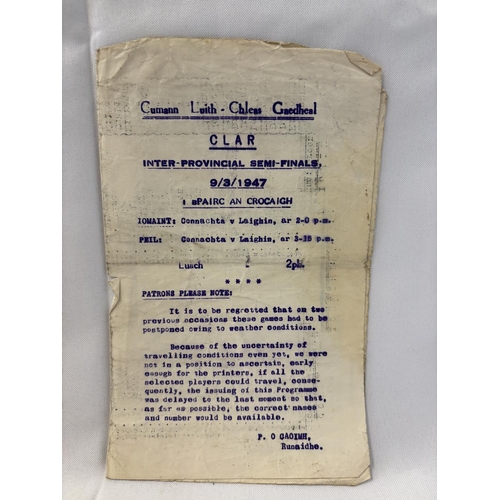 Cumann Luith - Chleas Gaedheal
CLAR
INTER-PROVINCIAL SEMI-FINALS,
9/3/1947
i bPAIRC AN CROCAIGH
IOMAINT: Connachta v Laighin, ar 2-0 p.m.
PEIL: Connachta v Laighin, ar 3-15 p.m.
Luach 2pl.
* * * *
PATRONS PLEASE NOTE:
It is to be regretted that on two
previous occasions these games had to be
postponed owing to weather conditions.
Because of the uncertainty of
travelling conditions even yet, we were
not in a position to ascertain, early
enough for the printers, if all the
selected players could travel, conse-
quently, the issuing of this Programme
was delayed to the last moment so that,
as far as possible, the correct names
and number would be available.
P. O CAOIMH,
Runaidhe.